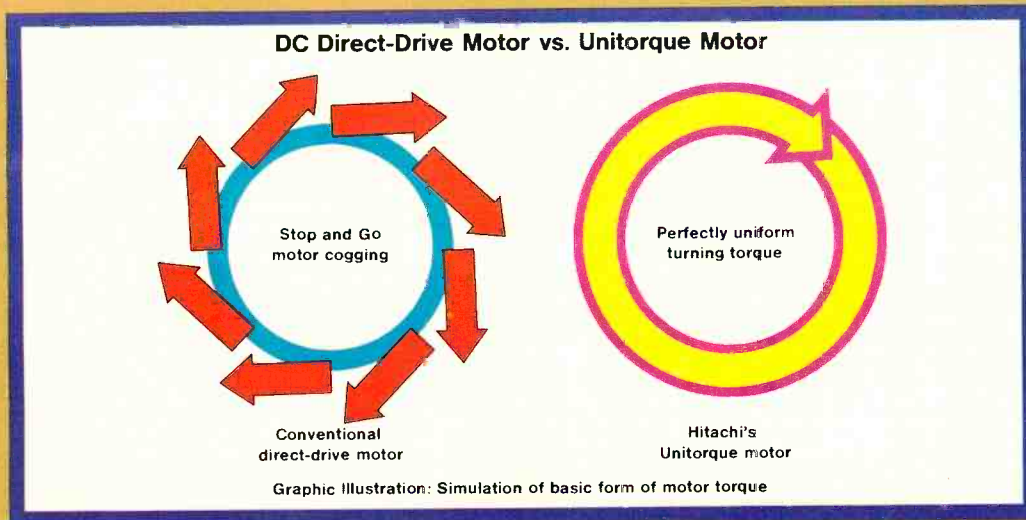 DC Direct-Drive Motor vs. Unitorque Motor
Stop and Go
motor cogging
Perfectly uniform
turning torque
Conventional
direct-drive motor
Hitachi's
Unitorque motor
Graphic Illustration: Simulation of basic form of motor torque